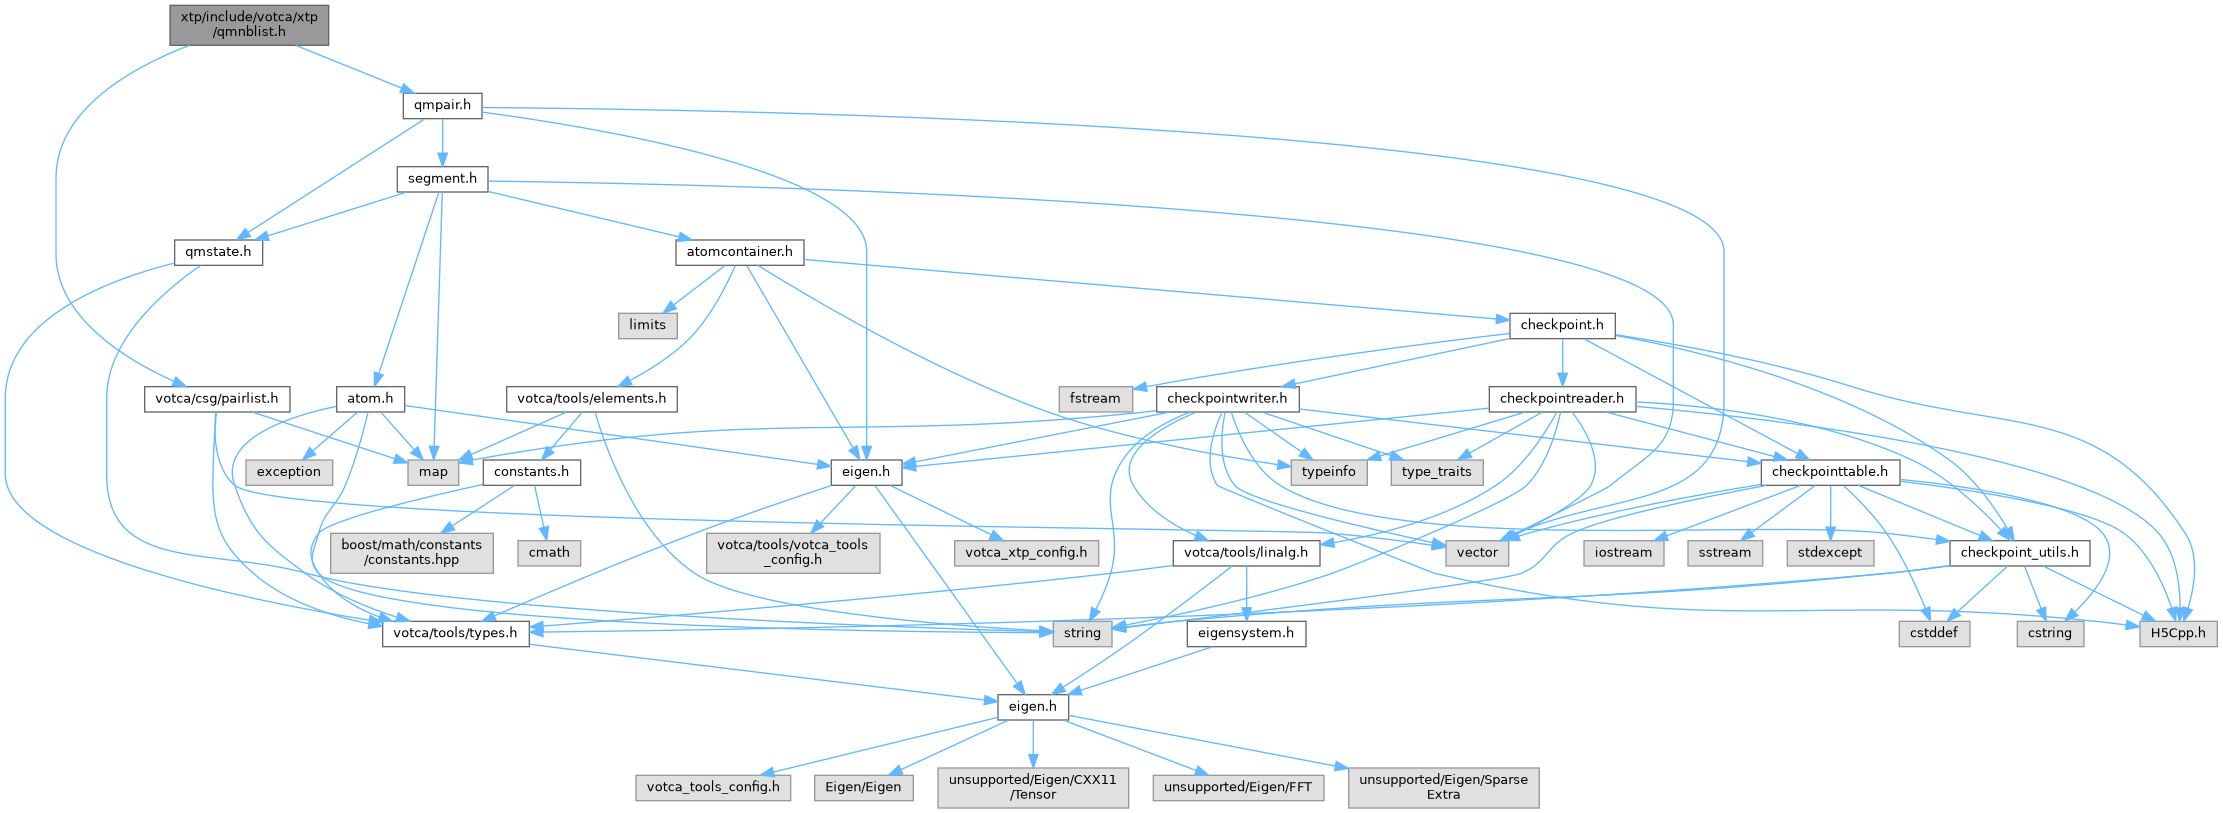 xtp/include/votca/xtp
/qmnblist.h
qmpair.h
segment.h
qmstate.h
atomcontainer.h
limits
checkpoint.h
votca/csg/pairlist.h
atom.h
votca/tools/elements.h
fstream
checkpointwriter.h
checkpointreader.h
exception
map
constants.h
eigen.h
typeinfo
type_traits
checkpointtable.h
boost/math/constants
/constants.hpp
cmath
votca/tools/votca_tools
_config.h
votca_xtp_config.h
votca/tools/linalg.h
vector
iostream
sstream
stdexcept
checkpoint_utils.h
votca/tools/types.h
string
eigensystem.h
cstddef
cstring
H5Cpp.h
eigen.h
votca_tools_config.h
Eigen/Eigen
unsupported/Eigen/CXX11
/Tensor
unsupported/Eigen/FFT
unsupported/Eigen/Sparse
Extra